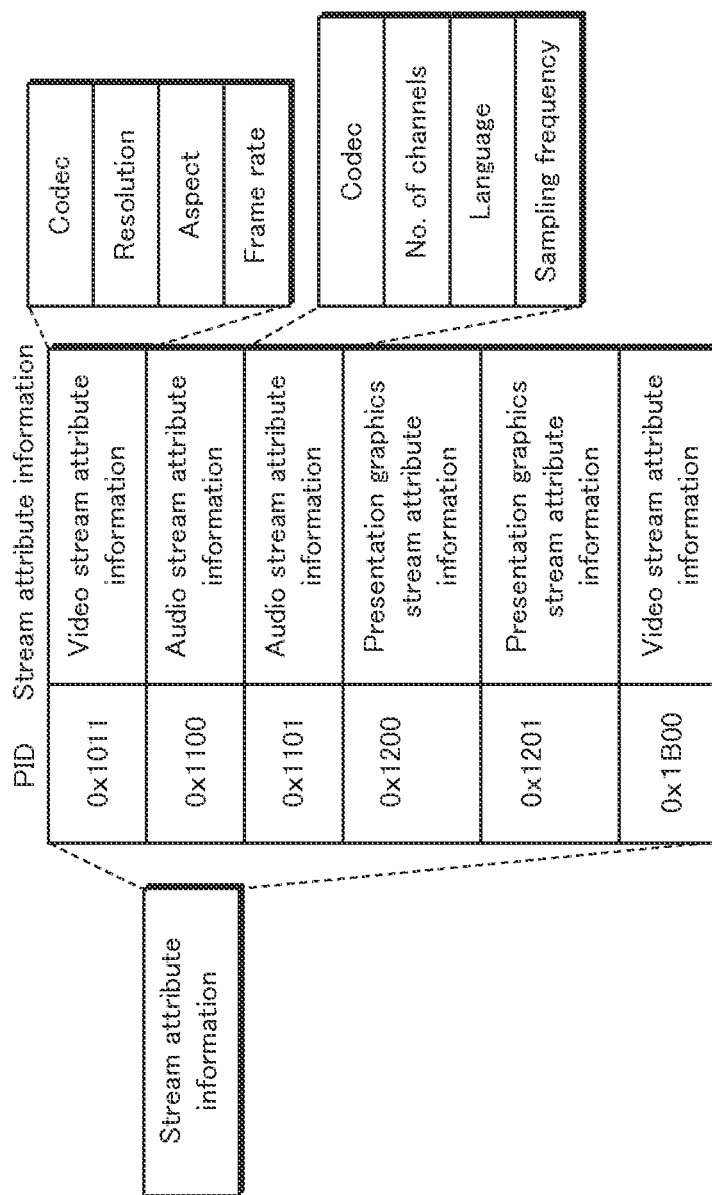 Stream attribute
information
PID
Stream attribute information
0x1011
Video stream attribute
information
0x1100
Audio stream attribute
information
0x1101
Audio stream attribute
information
0x1200
Presentation graphics
stream attribute
information
0x1201
Presentation graphics
stream attribute
information
0x1B00
Video stream attribute
information
Codec
Resolution
Aspect
Frame rate
Codec
No. of channels
Language
Sampling frequency